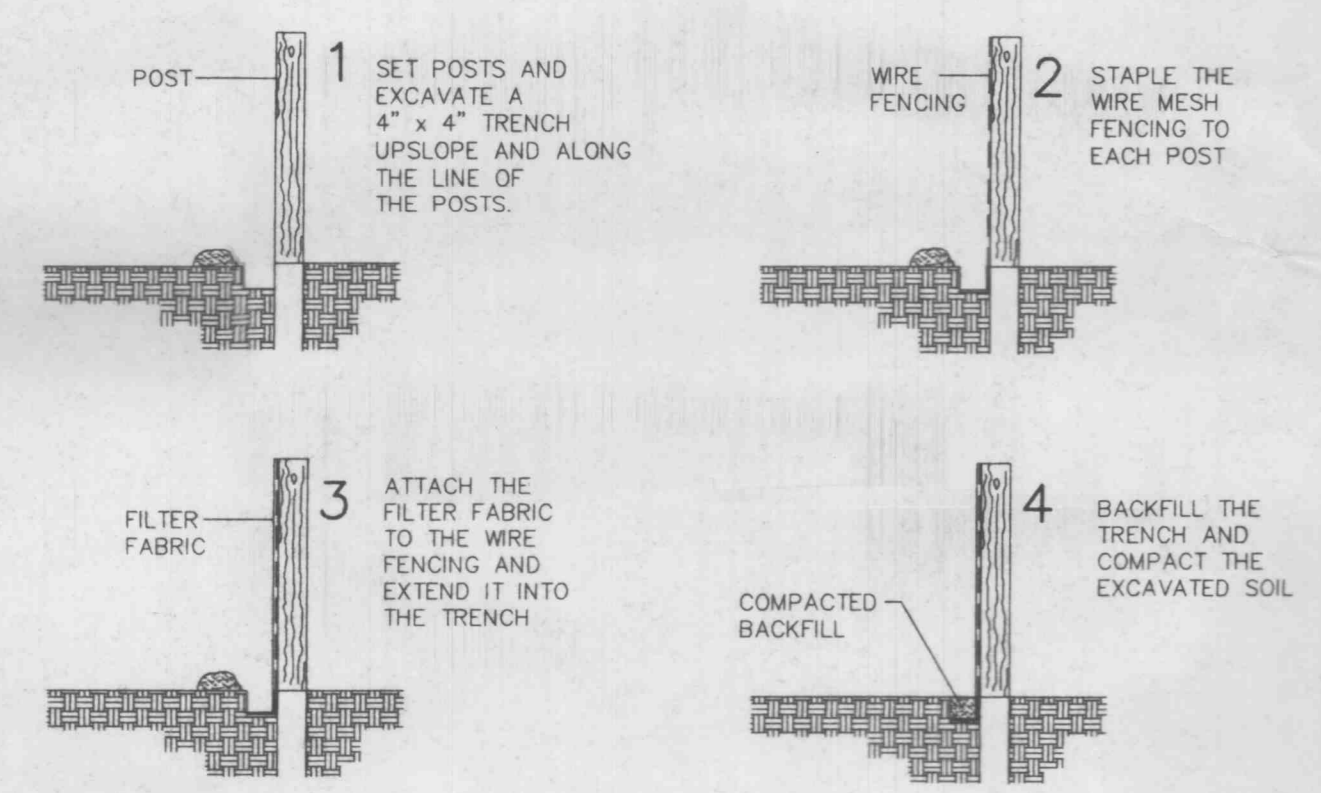 POST
1
SET POSTS AND
EXCAVATE A
4" x 4" TRENCH
UPSLOPE AND ALONG
THE LINE OF
THE POSTS.
WIRE
FENCING
2
STAPLE THE
WIRE MESH
FENCING TO
EACH POST
FILTER
FABRIC
3
ATTACH THE
FILTER FABRIC
TO THE WIRE
FENCING AND
EXTEND IT INTO
THE TRENCH
COMPACTED
BACKFILL
4
BACKFILL THE
TRENCH AND
COMPACT THE
EXCAVATED SOIL